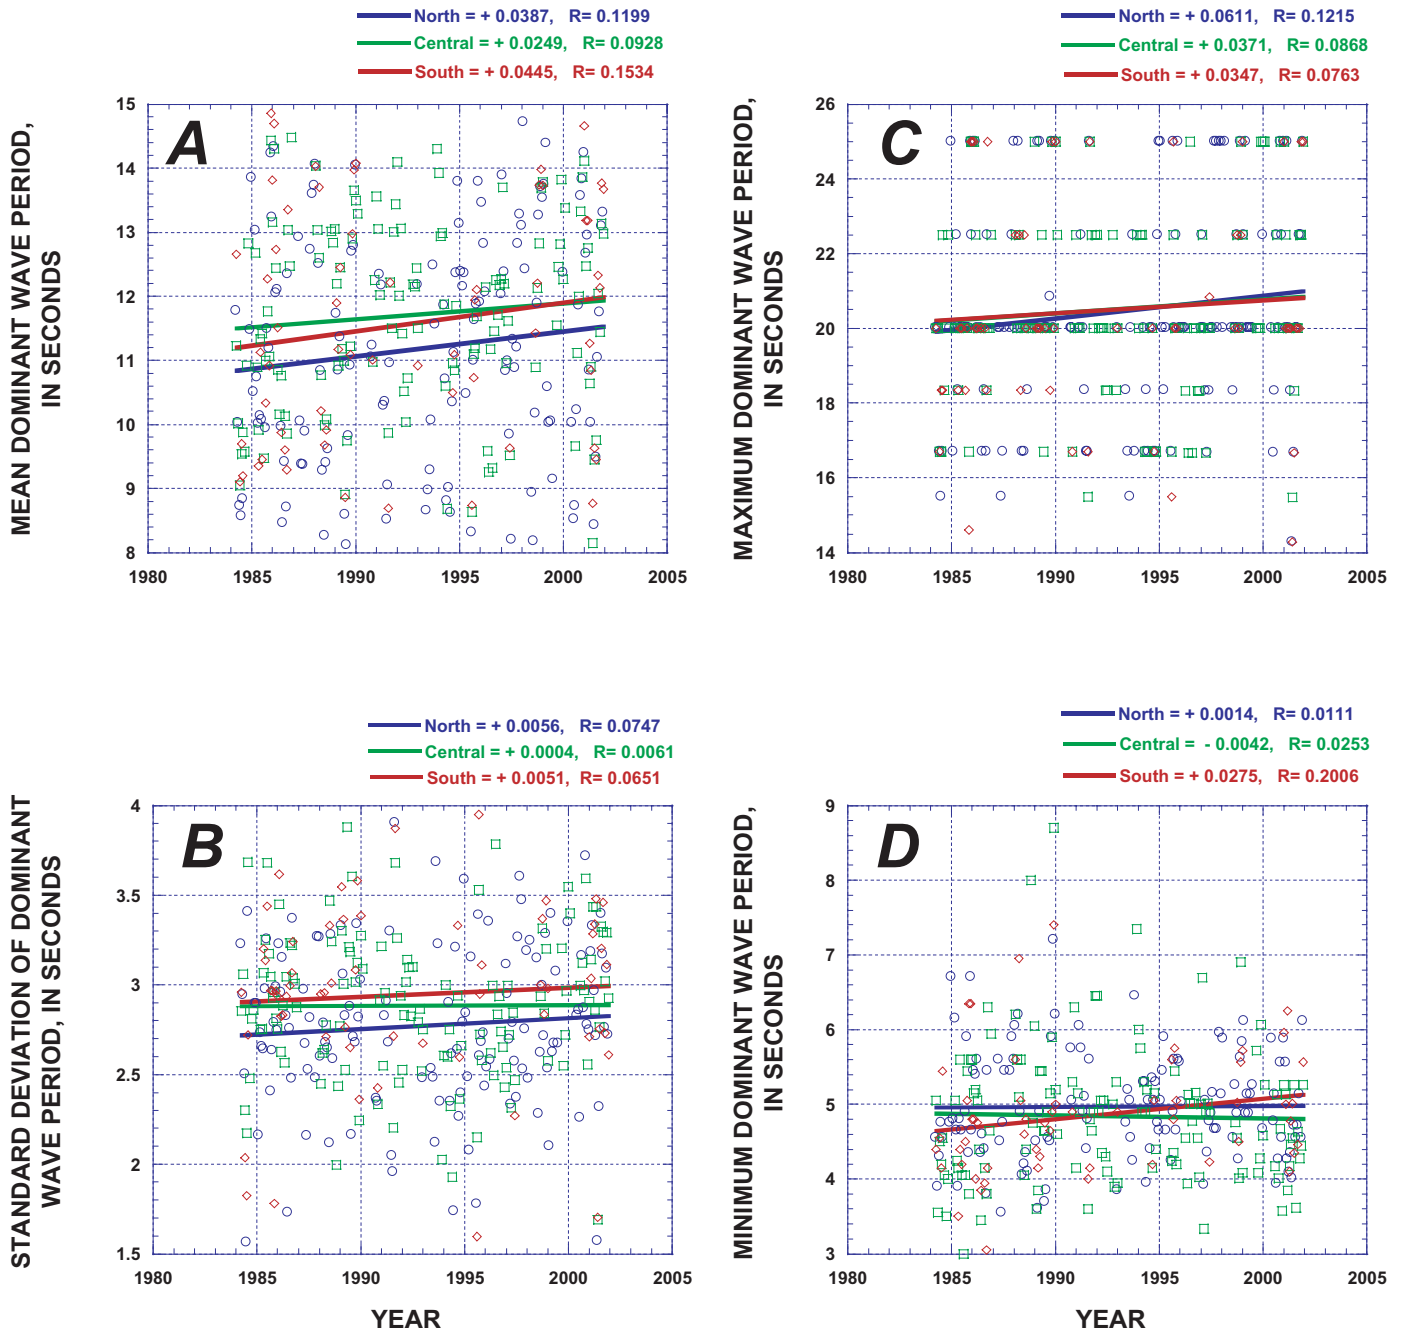 North = + 0.0387, R= 0.1199
Central = + 0.0249, R= 0.0928
South = + 0.0445, R= 0.1534
A
MEAN DOMINANT WAVE PERIOD,
IN SECONDS
15
14
13
12
11
10
9
8
1980 1985 1990 1995 2000 2005
North = + 0.0611, R= 0.1215
Central = + 0.0371, R= 0.0868
South = + 0.0347, R= 0.0763
C
MAXIMUM DOMINANT WAVE PERIOD,
IN SECONDS
26
24
22
20
18
16
14
1980 1985 1990 1995 2000 2005
North = + 0.0056, R= 0.0747
Central = + 0.0004, R= 0.0061
South = + 0.0051, R= 0.0651
B
STANDARD DEVIATION OF DOMINANT
WAVE PERIOD, IN SECONDS
4
3.5
3
2.5
2
1.5
1980 1985 1990 1995 2000 2005
YEAR
North = + 0.0014, R= 0.0111
Central = - 0.0042, R= 0.0253
South = + 0.0275, R= 0.2006
D
MINIMUM DOMINANT WAVE PERIOD,
IN SECONDS
9
8
7
6
5
4
3
1980 1985 1990 1995 2000 2005
YEAR